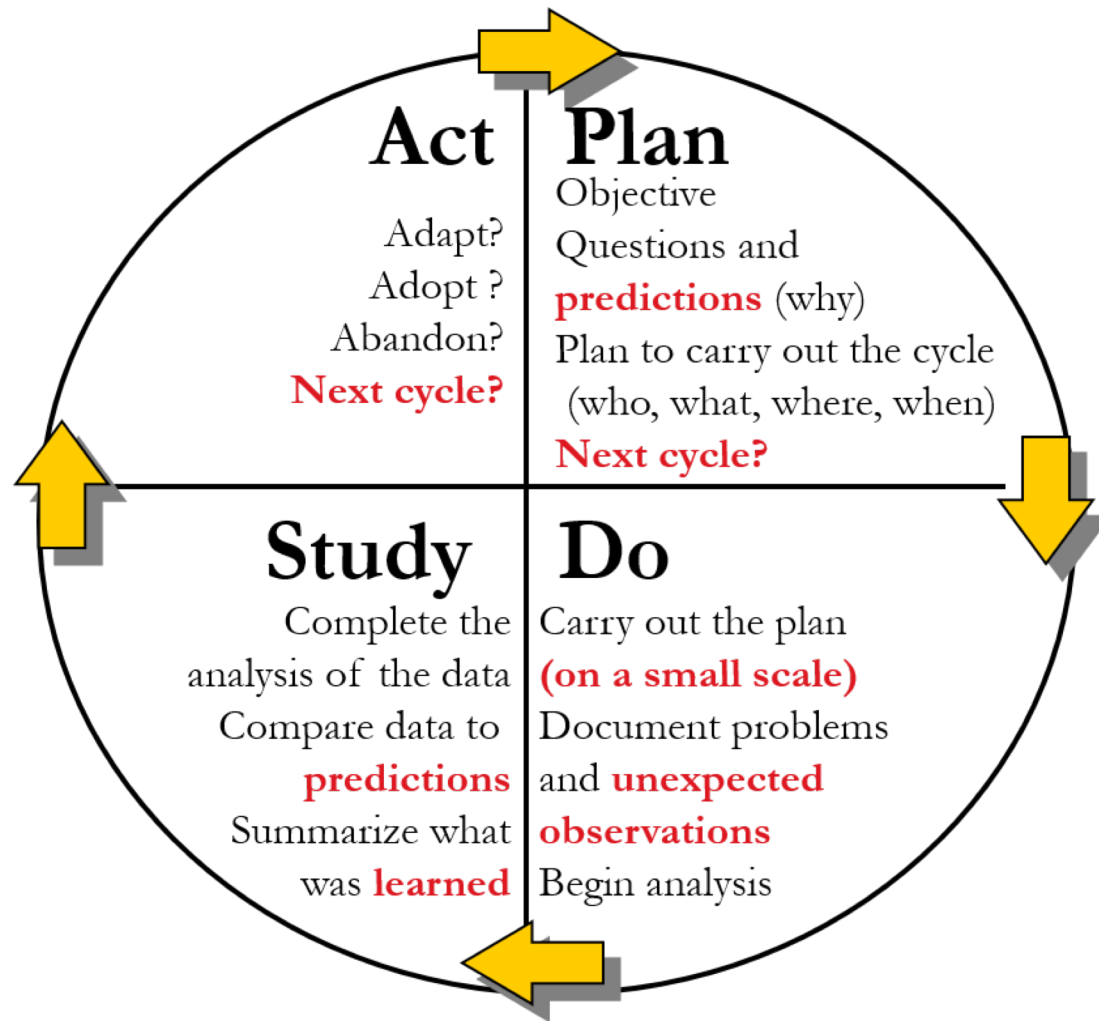 Act
Adapt?
Adopt ?
Abandon?
Next cycle?
Plan
Objective
Questions and
predictions (why)
Plan to carry out the cycle
(who, what, where, when)
Next cycle?
Study
Complete the
analysis of the data
Compare data to
predictions
Summarize what
was learned
Do
Carry out the plan
(on a small scale)
Document problems
and unexpected
observations
Begin analysis